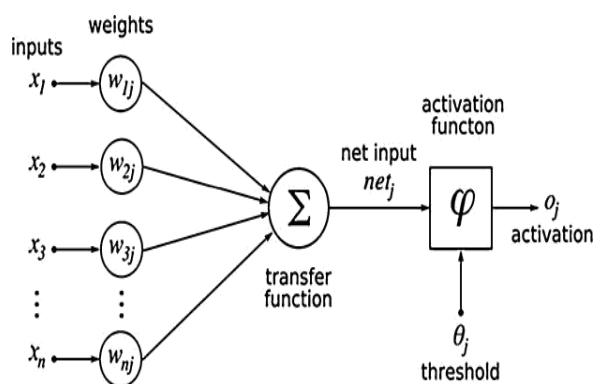 weights
inputs
x1 w1j
activation
functon
x2 w2j
net input
netj
Σ
φ
oj
activation
x3 w3j
transfer
function
⋮ ⋮
θj
threshold
xn wnj